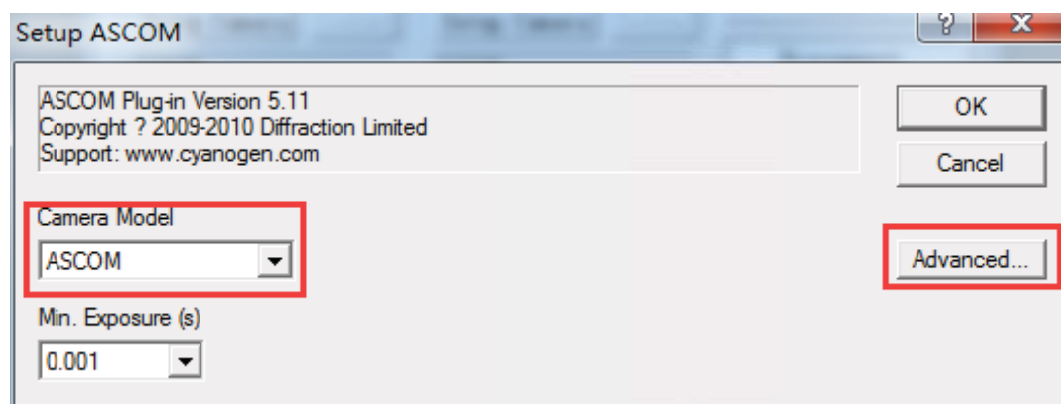 Setup ASCOM
?
X
ASCOM Plug-in Version 5.11
Copyright ? 2009-2010 Diffraction Limited
Support: www.cyanogen.com
OK
Cancel
Camera Model
ASCOM
Advanced...
Min. Exposure (s)
0.001